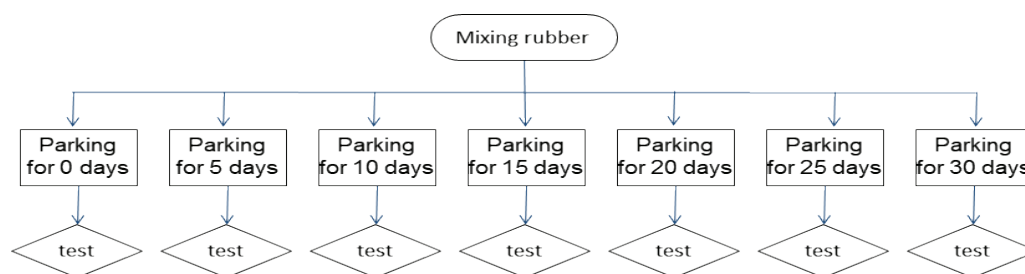 Mixing rubber
Parking
for 0 days
Parking
for 5 days
Parking
for 10 days
Parking
for 15 days
Parking
for 20 days
Parking
for 25 days
Parking
for 30 days
test
test
test
test
test
test
test